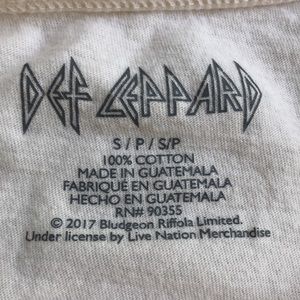 DEF LEPPARD
S / P / S/P
100% COTTON
MADE IN GUATEMALA
FABRIQUÉ EN GUATEMALA
HECHO EN GUATEMALA
RN# 90355
© 2017 Bludgeon Riffola Limited.
Under license by Live Nation Merchandise